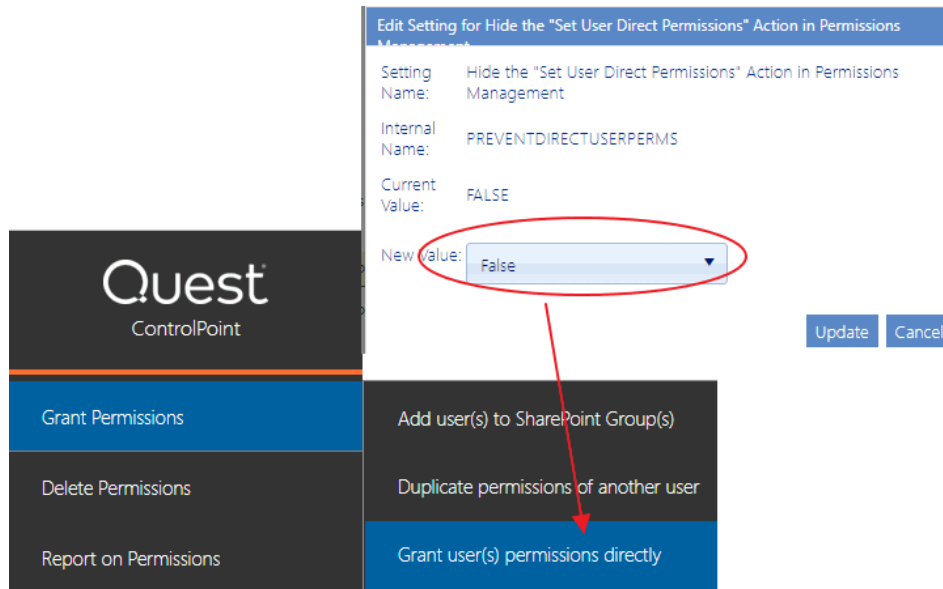 Edit Setting for Hide the "Set User Direct Permissions" Action in Permissions
Management
Setting Name: Hide the "Set User Direct Permissions" Action in Permissions Management
Internal Name: PREVENTDIRECTUSERPERMS
Current Value: FALSE
New Value: False
Update Cancel
Quest
ControlPoint
Grant Permissions
Delete Permissions
Report on Permissions
Add user(s) to SharePoint Group(s)
Duplicate permissions of another user
Grant user(s) permissions directly